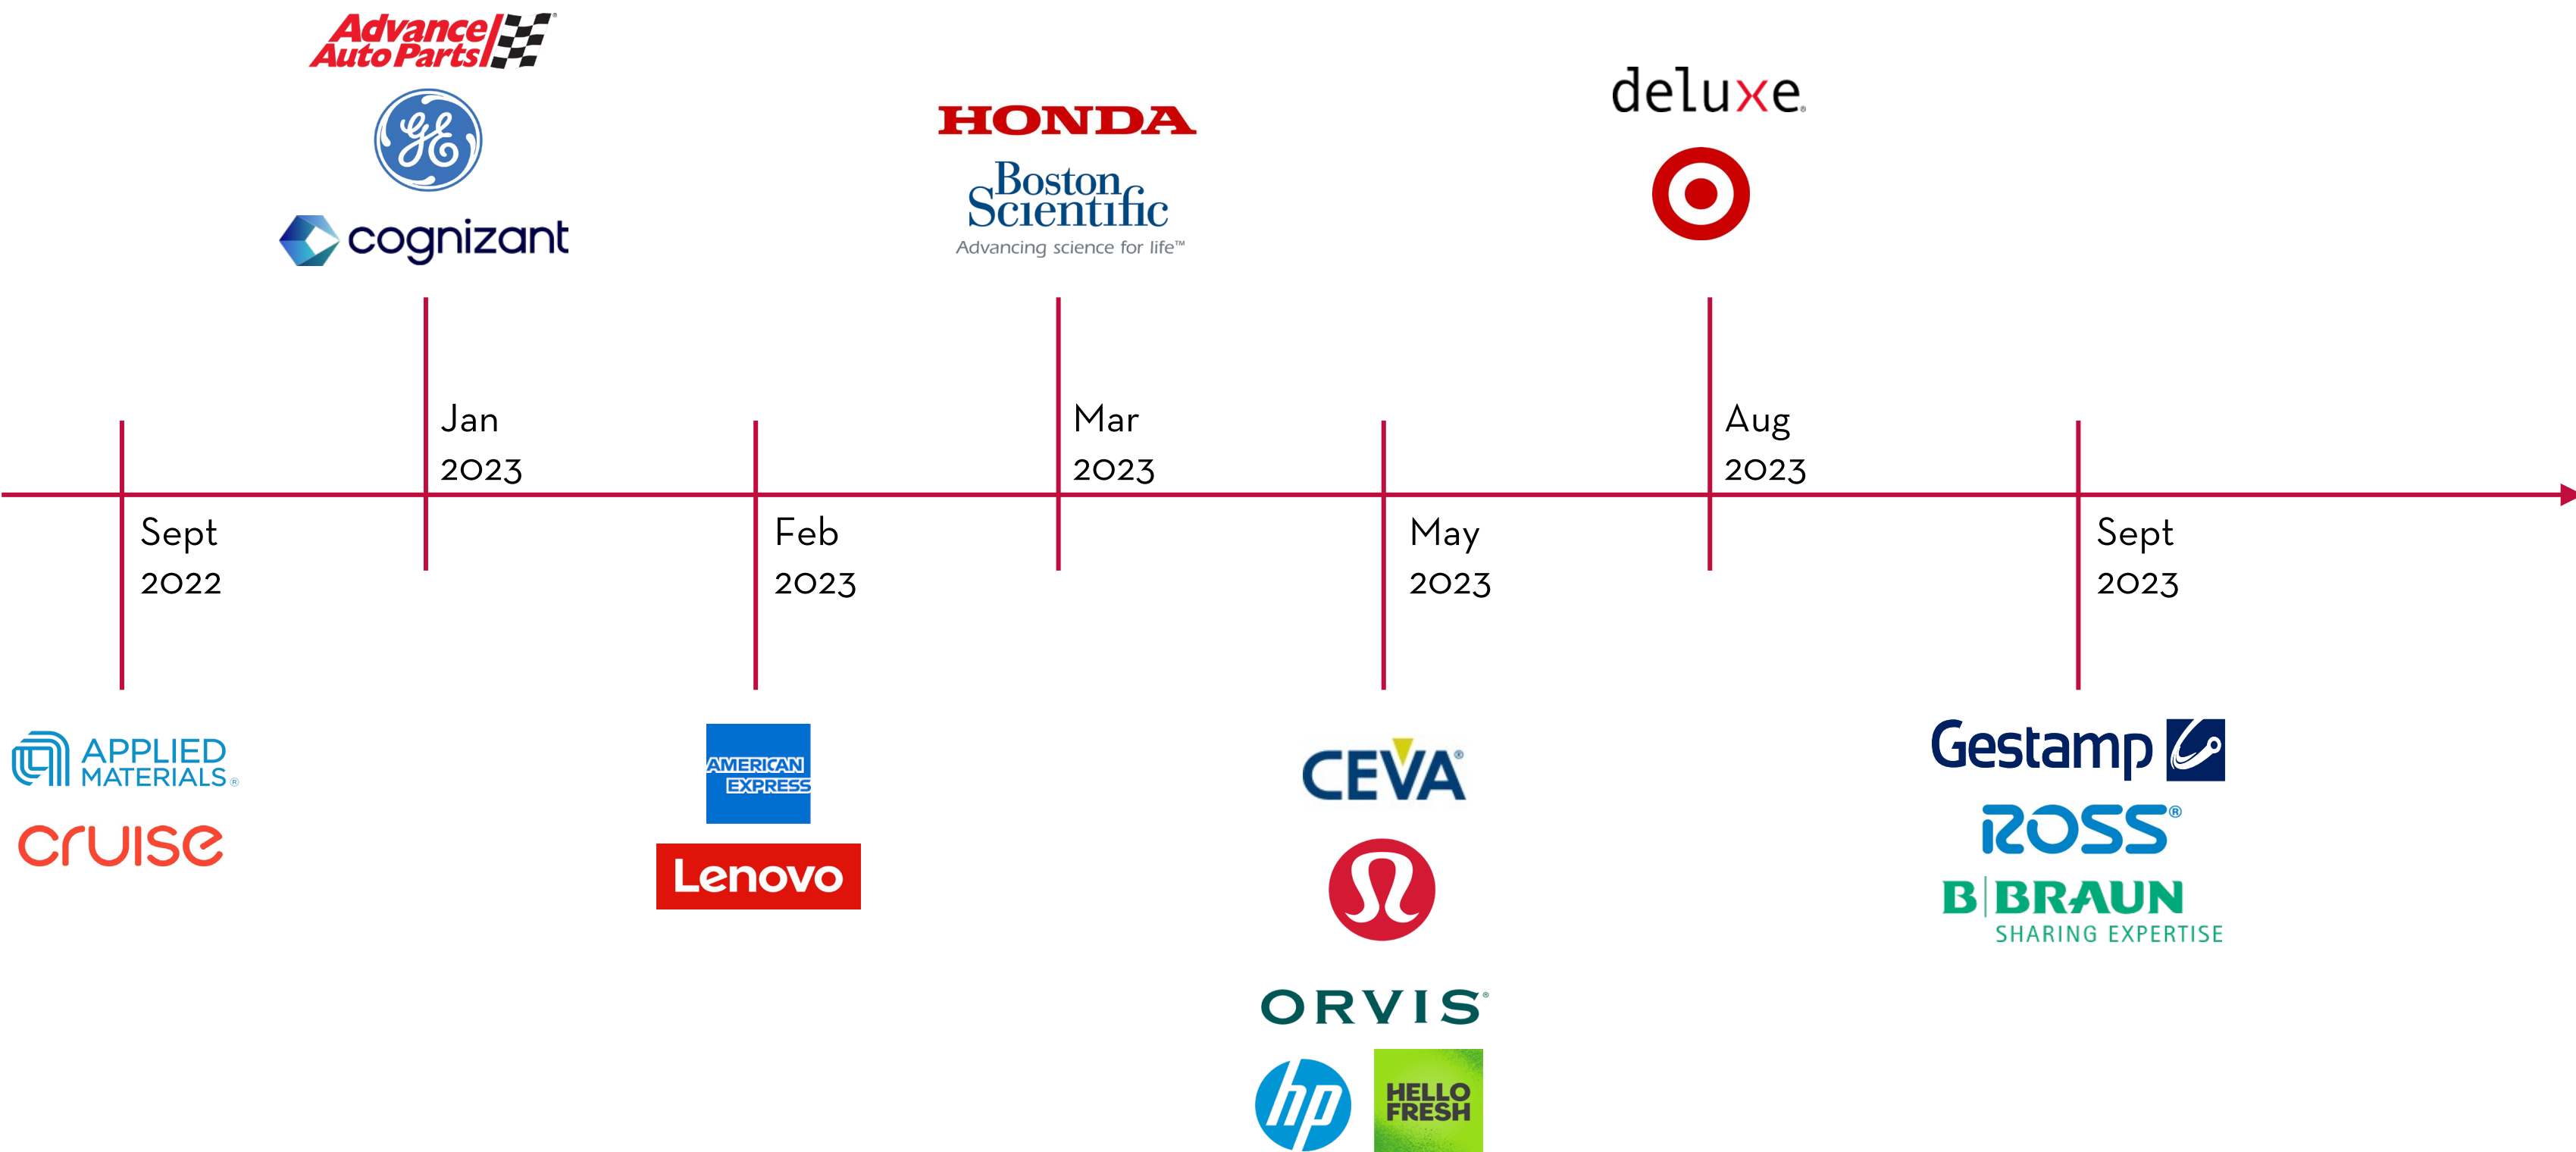 Advance
Auto Parts
GE
cognizant
HONDA
Boston
Scientific
Advancing science for life™
deluxe®
Jan
2023
Mar
2023
Aug
2023
Sept
2022
Feb
2023
May
2023
Sept
2023
APPLIED
MATERIALS®
cruise
AMERICAN
EXPRESS
Lenovo
CEVA®
ORVIS®
hp
HELLO
FRESH
Gestamp
ROSS®
B|BRAUN
SHARING EXPERTISE